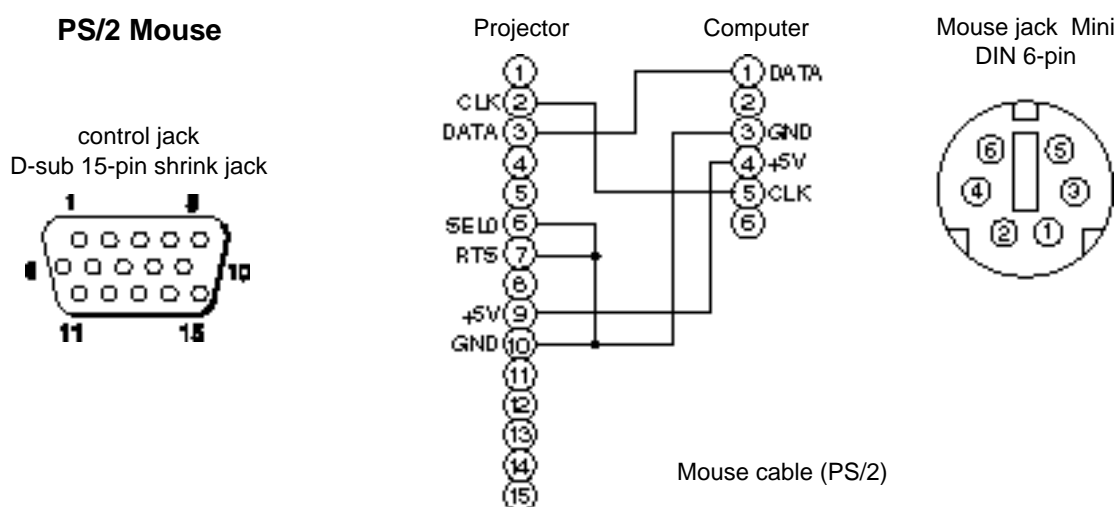 PS/2 Mouse
control jack
D-sub 15-pin shrink jack
1
5
6
10
11
15
Projector
Computer
1
1 DATA
CLK 2
2
DATA 3
3 GND
4
4 +5V
5
5 CLK
SEL0 6
6
RTS 7
8
+5V 9
GND 10
11
12
13
14
15
Mouse cable (PS/2)
Mouse jack Mini
DIN 6-pin
6
5
4
3
2
1